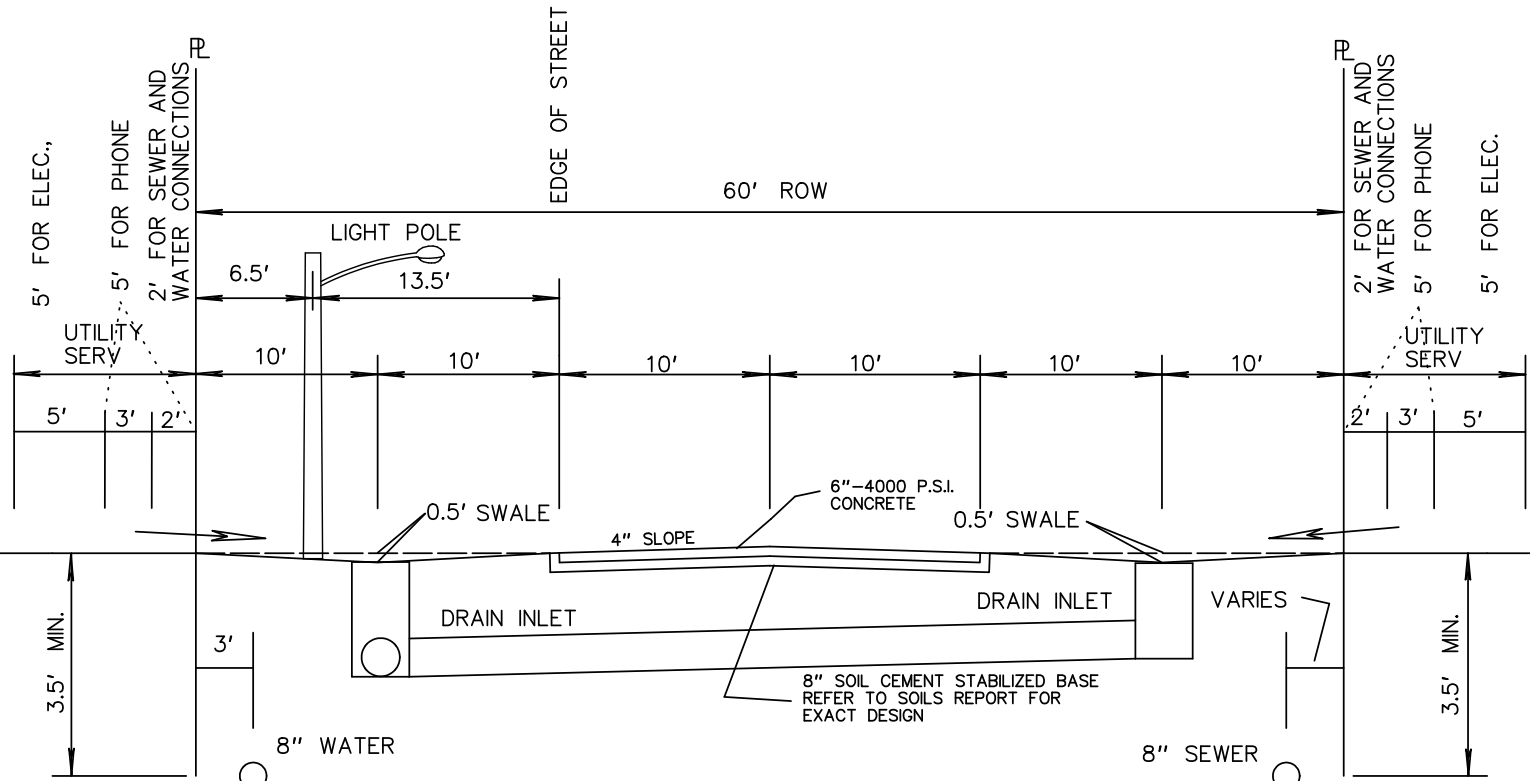 5' FOR ELEC.,
5' FOR PHONE
2' FOR SEWER AND
WATER CONNECTIONS
PL
EDGE OF STREET
PL
2' FOR SEWER AND
WATER CONNECTIONS
5' FOR PHONE
5' FOR ELEC.
60' ROW
LIGHT POLE
6.5'
13.5'
UTILITY
SERV
10'
10'
10'
10'
10'
10'
UTILITY
SERV
5'
3'
2'
2'
3'
5'
0.5' SWALE
4" SLOPE
6"-4000 P.S.I.
CONCRETE
0.5' SWALE
3.5' MIN.
3'
DRAIN INLET
DRAIN INLET
VARIES
3.5' MIN.
8" SOIL CEMENT STABILIZED BASE
REFER TO SOILS REPORT FOR
EXACT DESIGN
8" WATER
8" SEWER